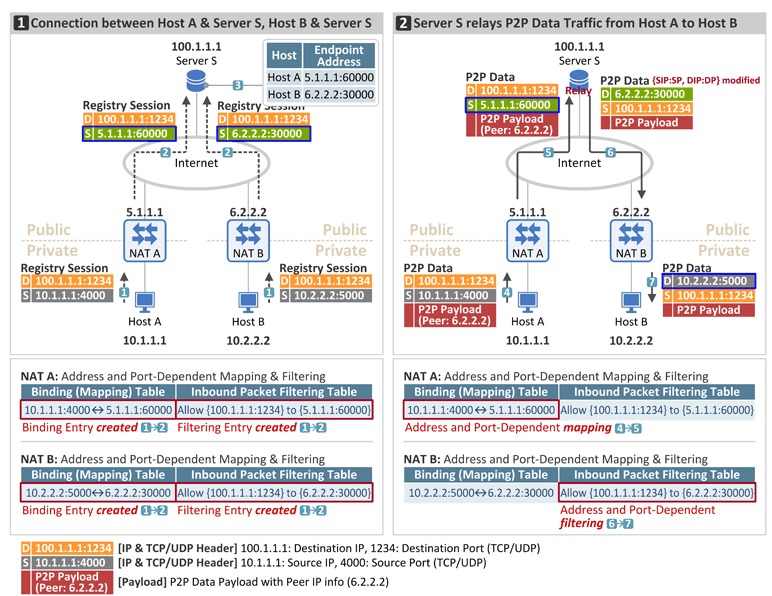 1 Connection between Host A & Server S, Host B & Server S
100.1.1.1
Server S
Host Endpoint Address
Host A 5.1.1.1:60000
Host B 6.2.2.2:30000
3
Registry Session
D 100.1.1.1:1234
S 5.1.1.1:60000
Registry Session
D 100.1.1.1:1234
S 6.2.2.2:30000
2
2
Internet
5.1.1.1
6.2.2.2
Public
Private
NAT A
NAT B
Public
Private
Registry Session
D 100.1.1.1:1234
S 10.1.1.1:4000
1
Registry Session
D 100.1.1.1:1234
S 10.2.2.2:5000
1
Host A
10.1.1.1
Host B
10.2.2.2
NAT A: Address and Port-Dependent Mapping & Filtering
Binding (Mapping) Table Inbound Packet Filtering Table
10.1.1.1:4000↔5.1.1.1:60000 Allow {100.1.1.1:1234} to {5.1.1.1:60000}
Binding Entry created 1→2 Filtering Entry created 1→2
NAT B: Address and Port-Dependent Mapping & Filtering
Binding (Mapping) Table Inbound Packet Filtering Table
10.2.2.2:5000↔6.2.2.2:30000 Allow {100.1.1.1:1234} to {6.2.2.2:30000}
Binding Entry created 1→2 Filtering Entry created 1→2
2 Server S relays P2P Data Traffic from Host A to Host B
100.1.1.1
Server S
Relay
P2P Data
D 100.1.1.1:1234
S 5.1.1.1:60000
P2P Payload
(Peer: 6.2.2.2)
P2P Data {SIP:SP, DIP:DP} modified
D 6.2.2.2:30000
S 100.1.1.1:1234
P2P Payload
5
6
Internet
5.1.1.1
6.2.2.2
Public
Private
NAT A
NAT B
Public
Private
P2P Data
D 100.1.1.1:1234
S 10.1.1.1:4000
P2P Payload
(Peer: 6.2.2.2)
4
P2P Data
D 10.2.2.2:5000
S 100.1.1.1:1234
P2P Payload
7
Host A
10.1.1.1
Host B
10.2.2.2
NAT A: Address and Port-Dependent Mapping & Filtering
Binding (Mapping) Table Inbound Packet Filtering Table
10.1.1.1:4000↔5.1.1.1:60000 Allow {100.1.1.1:1234} to {5.1.1.1:60000}
Address and Port-Dependent mapping 4→5
NAT B: Address and Port-Dependent Mapping & Filtering
Binding (Mapping) Table Inbound Packet Filtering Table
10.2.2.2:5000↔6.2.2.2:30000 Allow {100.1.1.1:1234} to {6.2.2.2:30000}
Address and Port-Dependent
filtering 6→7
D 100.1.1.1:1234 [IP & TCP/UDP Header] 100.1.1.1: Destination IP, 1234: Destination Port (TCP/UDP)
S 10.1.1.1:4000 [IP & TCP/UDP Header] 10.1.1.1: Source IP, 4000: Source Port (TCP/UDP)
P2P Payload
(Peer: 6.2.2.2) [Payload] P2P Data Payload with Peer IP info (6.2.2.2)